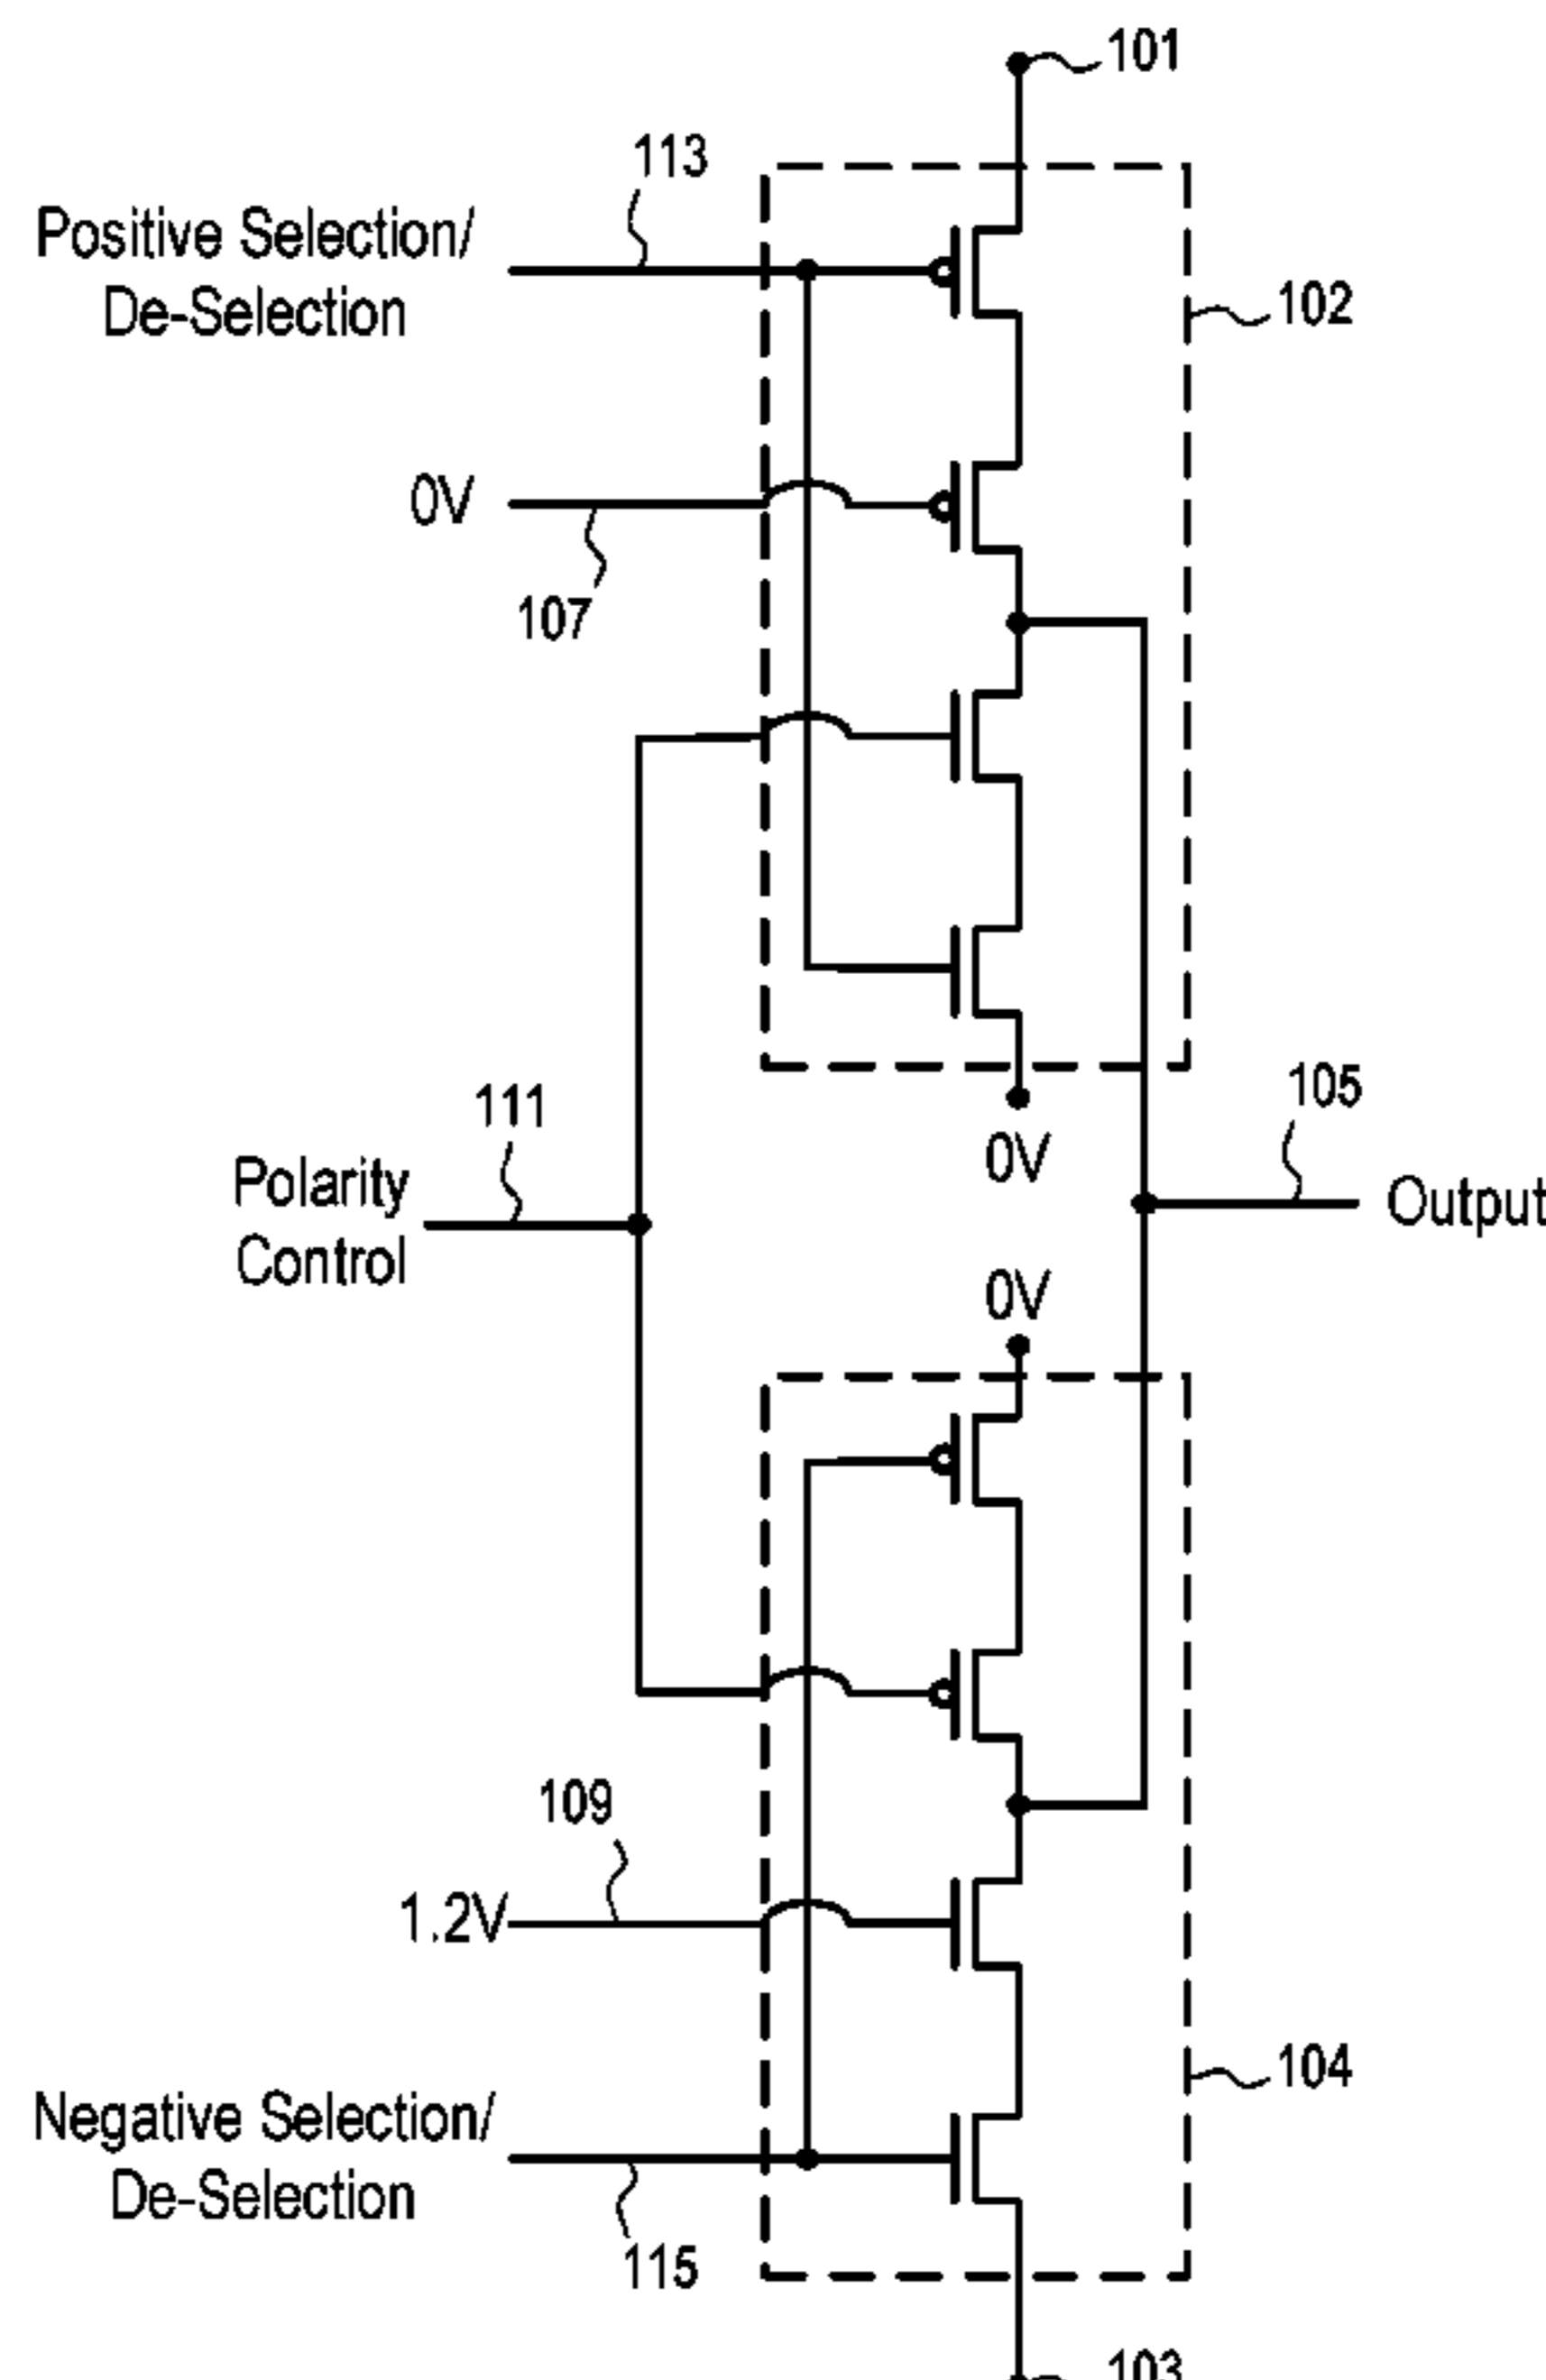 101
113
Positive Selection/
De-Selection
102
0V
107
111
Polarity
Control
0V
105
Output
0V
109
1.2V
104
Negative Selection/
De-Selection
115
103